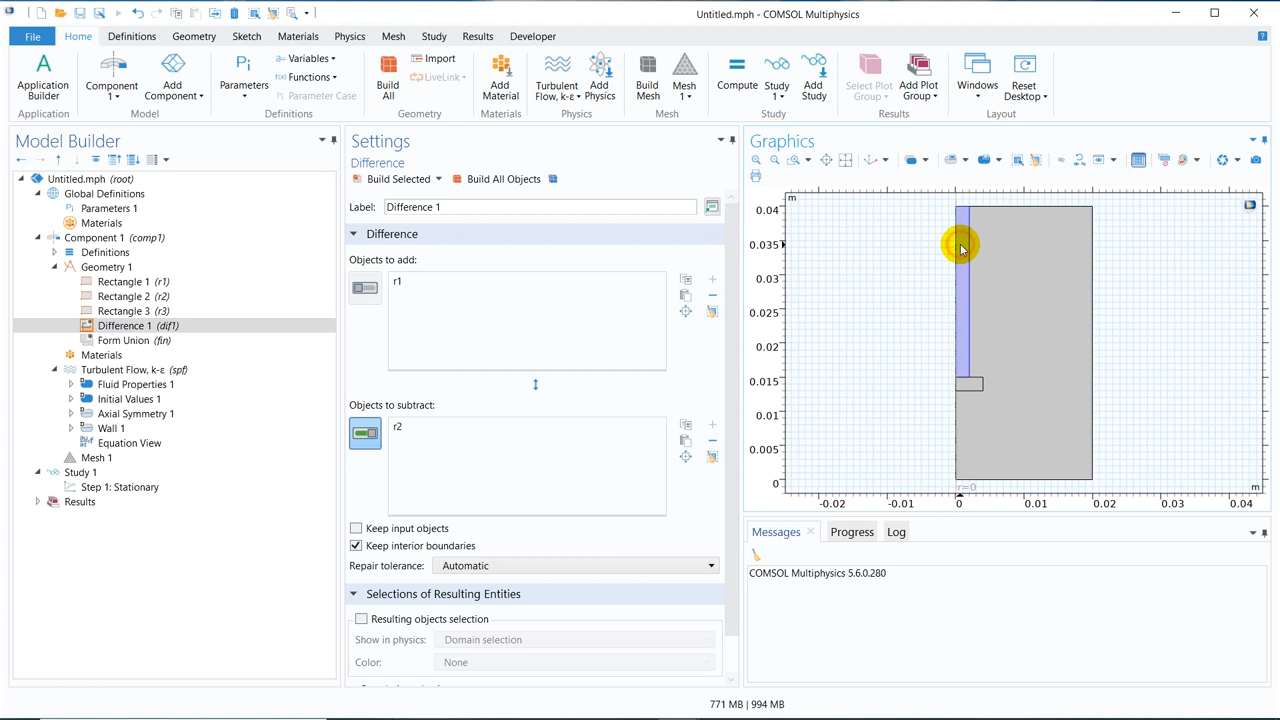 Untitled.mph - COMSOL Multiphysics
File Home Definitions Geometry Sketch Materials Physics Mesh Study Results Developer
Application Builder
Component 1
Add Component
Parameters
Variables
Functions
Parameter Case
Build All
Import
LiveLink
Add Material
Turbulent Flow, k-ε
Add Physics
Build Mesh
Mesh 1
Compute
Study 1
Add Study
Select Plot Group
Add Plot Group
Windows
Reset Desktop
Application Model Definitions Geometry Materials Physics Mesh Study Results Layout
Model Builder
Untitled.mph (root)
Global Definitions
Parameters 1
Materials
Component 1 (comp1)
Definitions
Geometry 1
Rectangle 1 (r1)
Rectangle 2 (r2)
Rectangle 3 (r3)
Difference 1 (dif1)
Form Union (fin)
Materials
Turbulent Flow, k-ε (spf)
Fluid Properties 1
Initial Values 1
Axial Symmetry 1
Wall 1
Equation View
Mesh 1
Study 1
Step 1: Stationary
Results
Settings
Difference
Build Selected Build All Objects
Label: Difference 1
Difference
Objects to add:
r1
Objects to subtract:
r2
Keep input objects
Keep interior boundaries
Repair tolerance: Automatic
Selections of Resulting Entities
Resulting objects selection
Show in physics: Domain selection
Color: None
Graphics
m
0.04
0.035
0.03
0.025
0.02
0.015
0.01
0.005
0
r=0
m
-0.02 -0.01 0 0.01 0.02 0.03 0.04
Messages Progress Log
COMSOL Multiphysics 5.6.0.280
771 MB | 994 MB